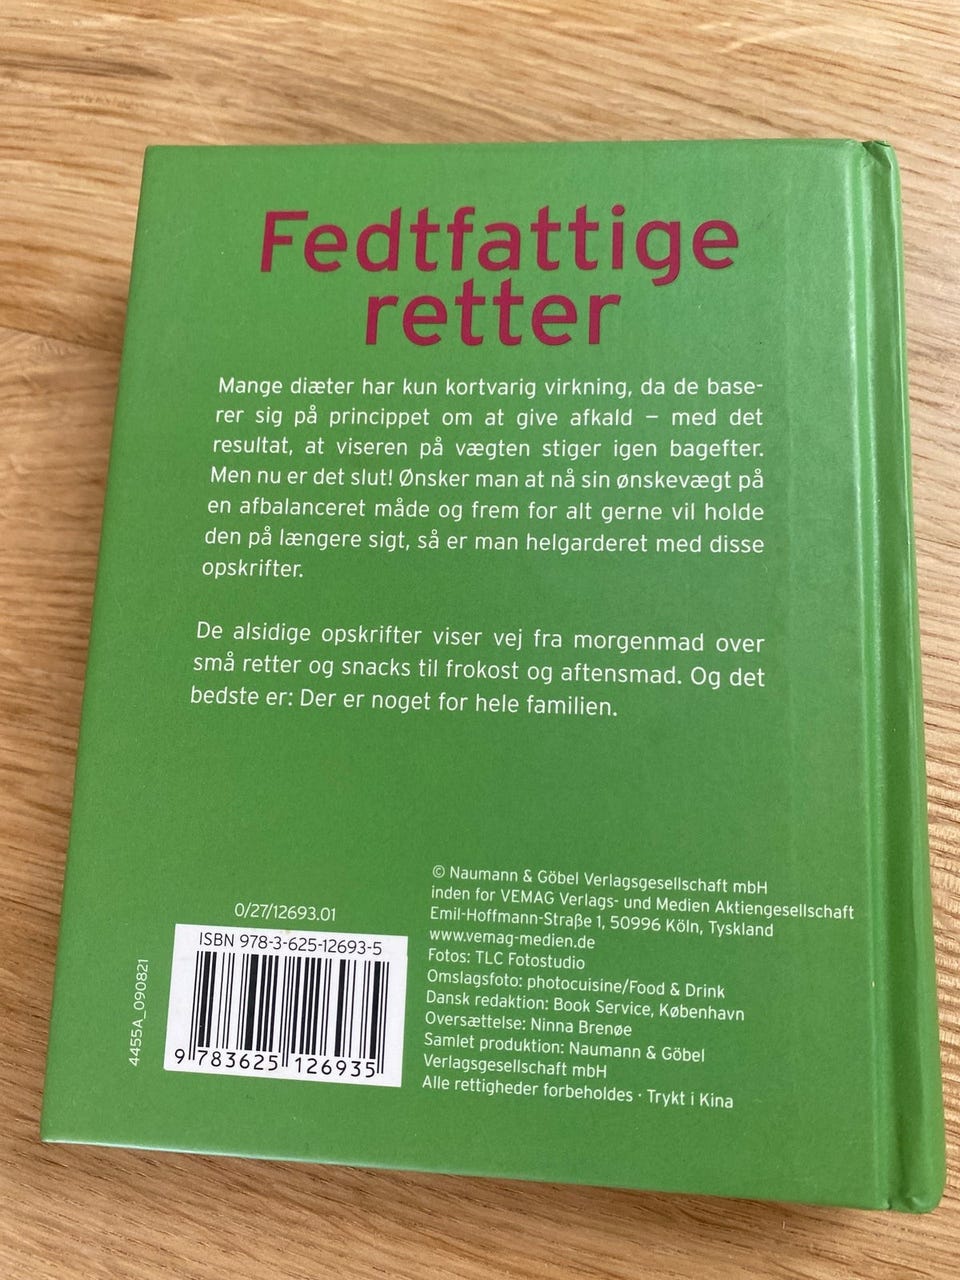 Fedtfattige
retter
Mange diæter har kun kortvarig virkning, da de base-
rer sig på princippet om at give afkald – med det
resultat, at viseren på vægten stiger igen bagefter.
Men nu er det slut! Ønsker man at nå sin ønskevægt på
en afbalanceret måde og frem for alt gerne vil holde
den på længere sigt, så er man helgarderet med disse
opskrifter.
De alsidige opskrifter viser vej fra morgenmad over
små retter og snacks til frokost og aftensmad. Og det
bedste er: Der er noget for hele familien.
0/27/12693.01
ISBN 978-3-625-12693-5
9 783625 126935
4455A_090821
© Naumann & Göbel Verlagsgesellschaft mbH
inden for VEMAG Verlags- und Medien Aktiengesellschaft
Emil-Hoffmann-Straße 1, 50996 Köln, Tyskland
www.vemag-medien.de
Fotos: TLC Fotostudio
Omslagsfoto: photocuisine/Food & Drink
Dansk redaktion: Book Service, København
Oversættelse: Ninna Brenøe
Samlet produktion: Naumann & Göbel
Verlagsgesellschaft mbH
Alle rettigheder forbeholdes · Trykt i Kina